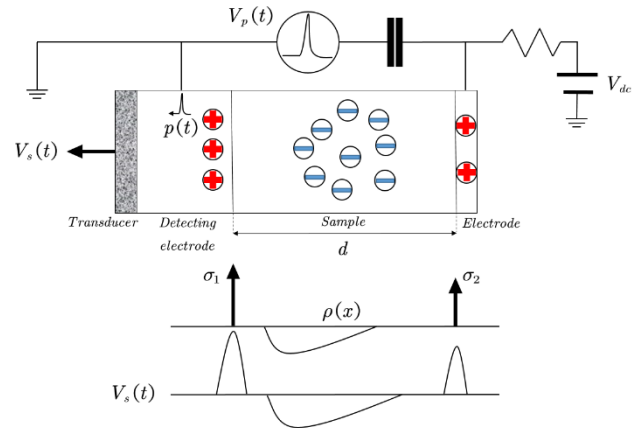 V_p(t)
V_dc
p(t)
V_s(t)
Transducer
Detecting
electrode
Sample
Electrode
d
σ_1
σ_2
ρ(x)
V_s(t)